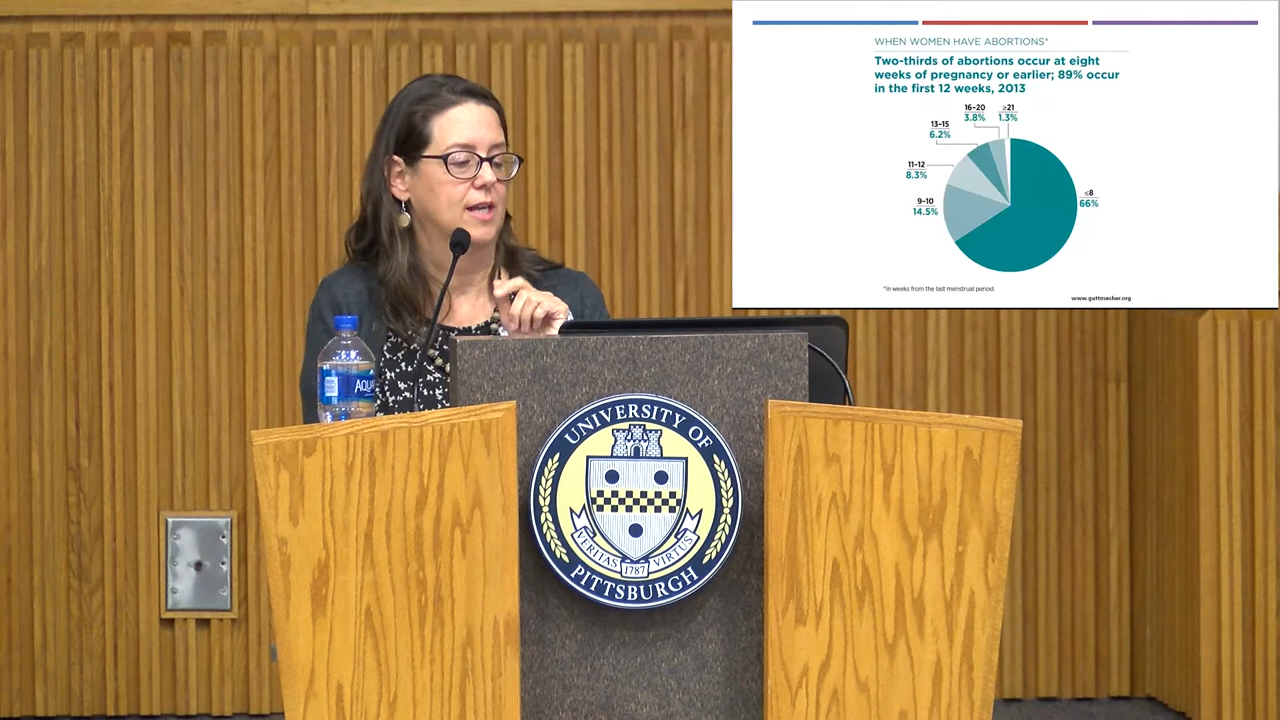 WHEN WOMEN HAVE ABORTIONS*
Two-thirds of abortions occur at eight
weeks of pregnancy or earlier; 89% occur
in the first 12 weeks, 2013
16–20
3.8%
≥21
1.3%
13–15
6.2%
11–12
8.3%
9–10
14.5%
≤8
66%
*In weeks from the last menstrual period.
www.guttmacher.org
AQUA
UNIVERSITY OF
VERITAS
1787
VIRTUS
PITTSBURGH